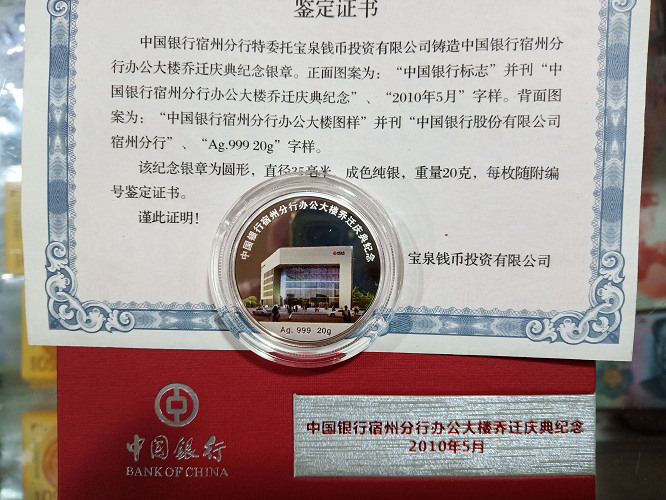 鉴定证书
中国银行宿州分行特委托宝泉钱币投资有限公司铸造中国银行宿州分
行办公大楼乔迁庆典纪念银章。正面图案为：“中国银行标志”并刊“中
国银行宿州分行办公大楼乔迁庆典纪念”、“2010年5月”字样。背面图
案为：“中国银行宿州分行办公大楼图样”并刊“中国银行股份有限公司
宿州分行”、“Ag.999 20g”字样。
该纪念银章为圆形，直径35毫米 成色纯银，重量20克，每枚随附编
号鉴定证书。
谨此证明！
宝泉钱币投资有限公司
中国银行宿州分行办公大楼乔迁庆典纪念
Ag. 999 20g
中国银行
BANK OF CHINA
中国银行宿州分行办公大楼乔迁庆典纪念
2010年5月